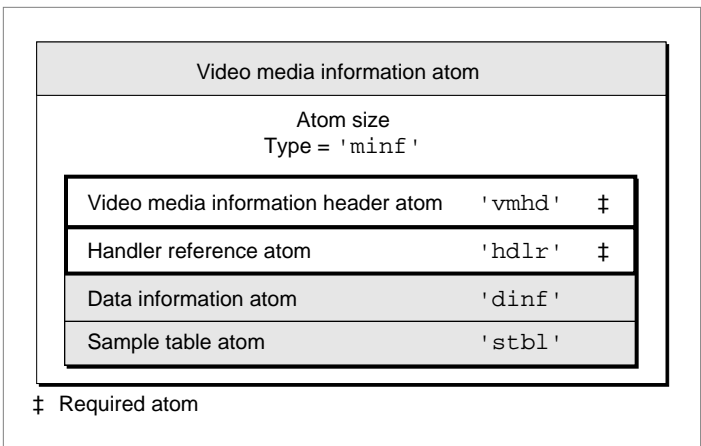 Video media information atom
Atom size
Type = 'minf'
Video media information header atom 'vmhd' ‡
Handler reference atom 'hdlr' ‡
Data information atom 'dinf'
Sample table atom 'stbl'
‡ Required atom